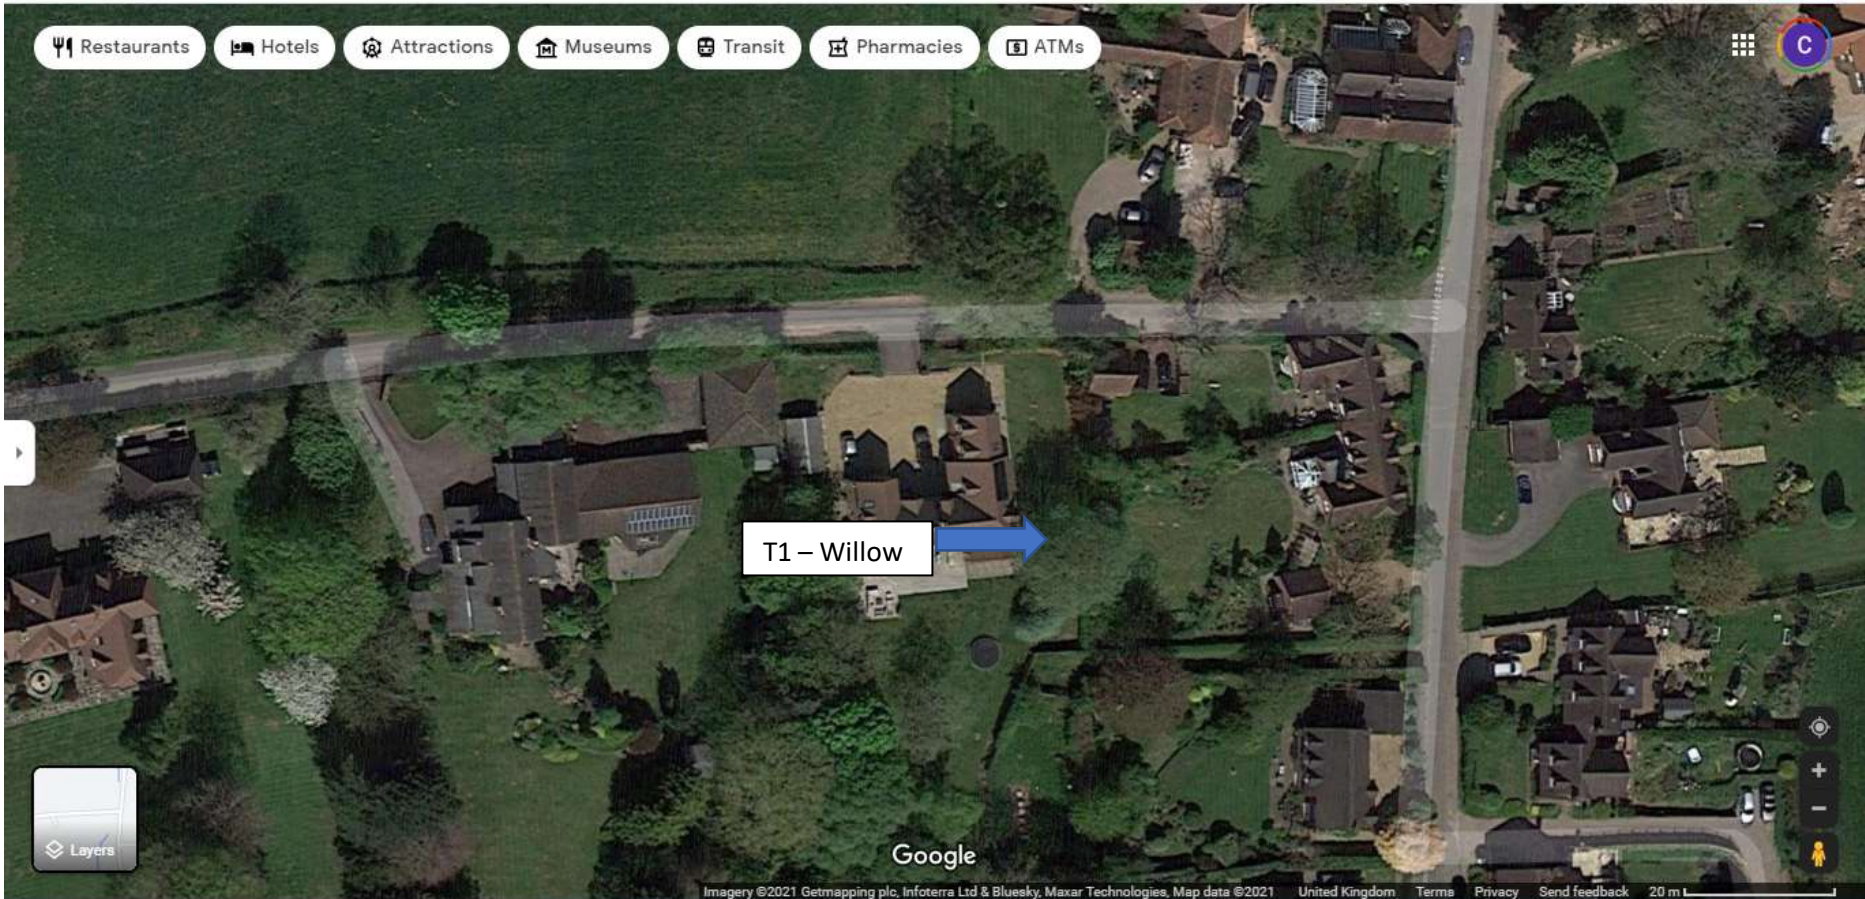 Restaurants
Hotels
Attractions
Museums
Transit
Pharmacies
ATMs
C
T1 – Willow
Layers
Google
Imagery ©2021 Getmapping plc, Infoterra Ltd & Bluesky, Maxar Technologies, Map data ©2021 United Kingdom Terms Privacy Send feedback 20 m